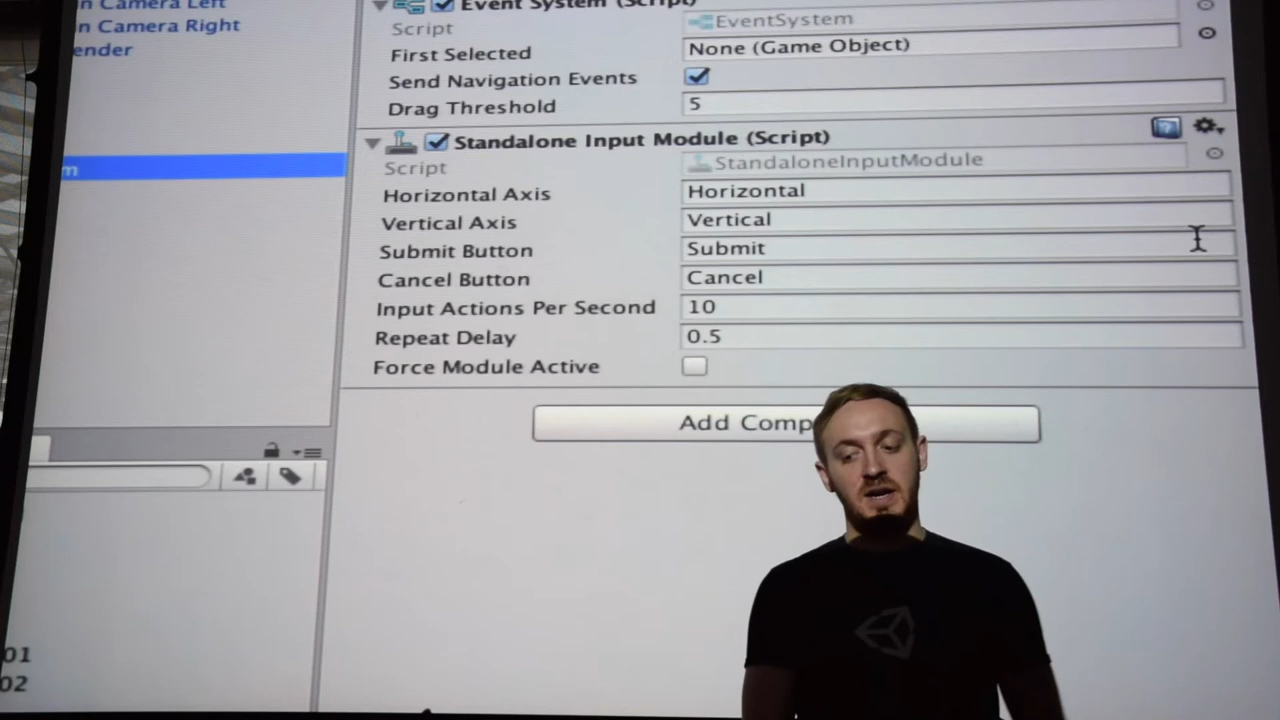 n Camera Left
n Camera Right
ender
m
01
02
Event System (Script)
Script EventSystem
First Selected None (Game Object)
Send Navigation Events
Drag Threshold 5
Standalone Input Module (Script)
Script StandaloneInputModule
Horizontal Axis Horizontal
Vertical Axis Vertical
Submit Button Submit
Cancel Button Cancel
Input Actions Per Second 10
Repeat Delay 0.5
Force Module Active
Add Comp